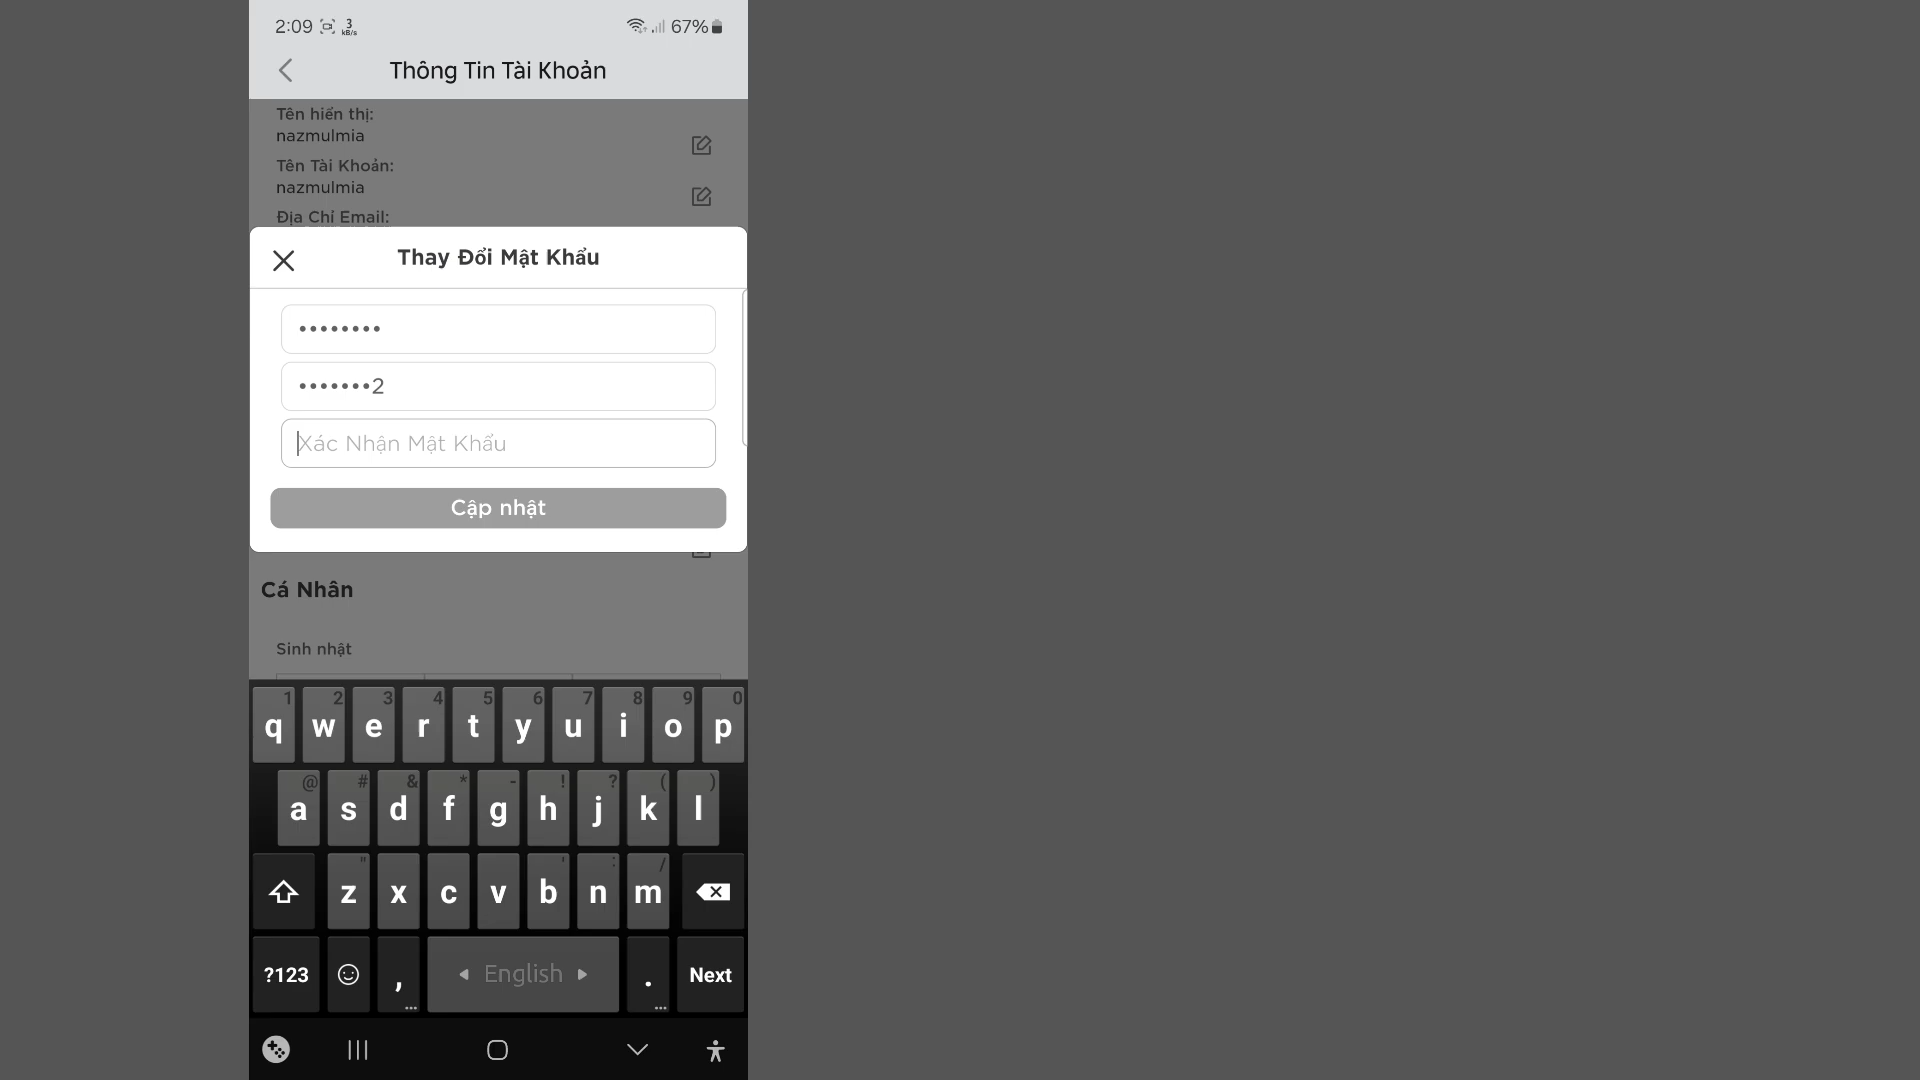 2:09 3 kB/s 67%
Thông Tin Tài Khoản
Tên hiển thị:
nazmulmia
Tên Tài Khoản:
nazmulmia
Địa Chỉ Email:
Thay Đổi Mật Khẩu
••••••••
•••••••2
Xác Nhận Mật Khẩu
Cập nhật
Cá Nhân
Sinh nhật
1 2 3 4 5 6 7 8 9 0
q w e r t y u i o p
@ # & * - ! ? ( )
a s d f g h j k l
" ' : /
z x c v b n m
?123 , English . Next